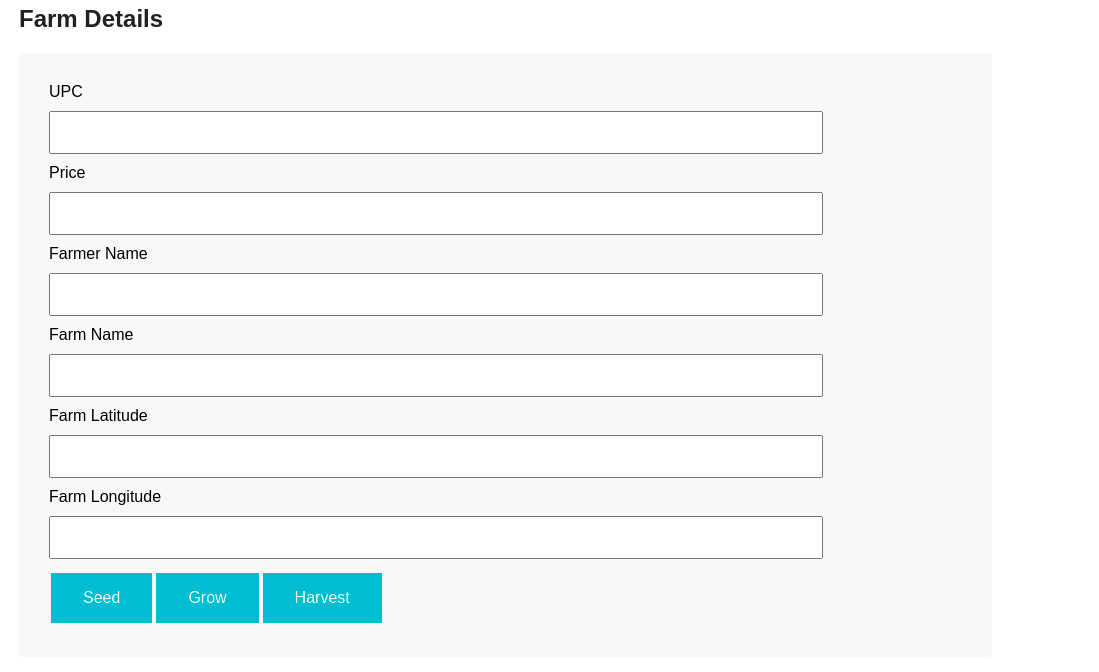 Farm Details
UPC
Price
Farmer Name
Farm Name
Farm Latitude
Farm Longitude
Seed Grow Harvest